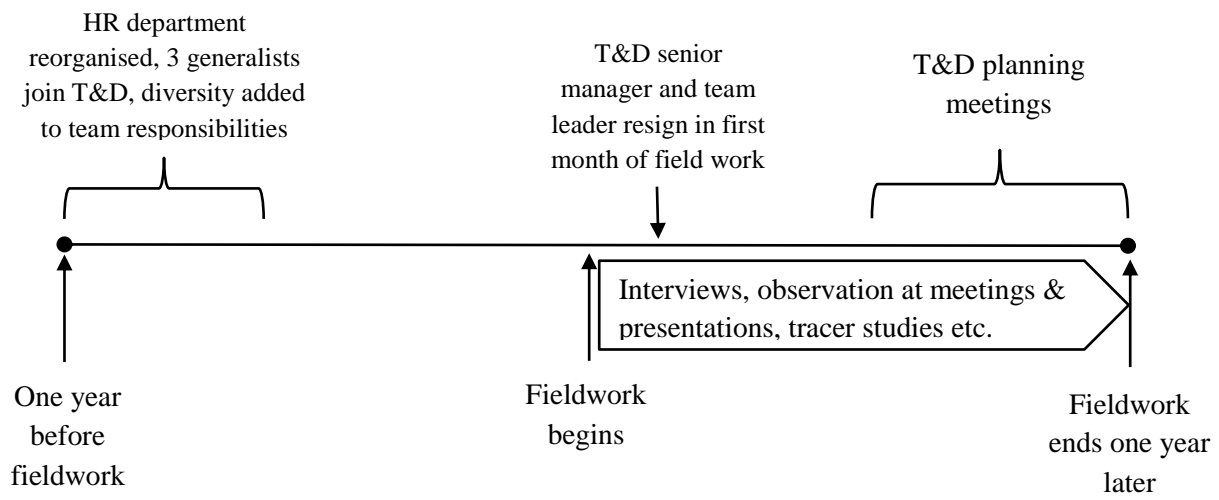 HR department
reorganised, 3 generalists
join T&D, diversity added
to team responsibilities
T&D senior
manager and team
leader resign in first
month of field work
T&D planning
meetings
Interviews, observation at meetings &
presentations, tracer studies etc.
One year
before
fieldwork
Fieldwork
begins
Fieldwork
ends one year
later